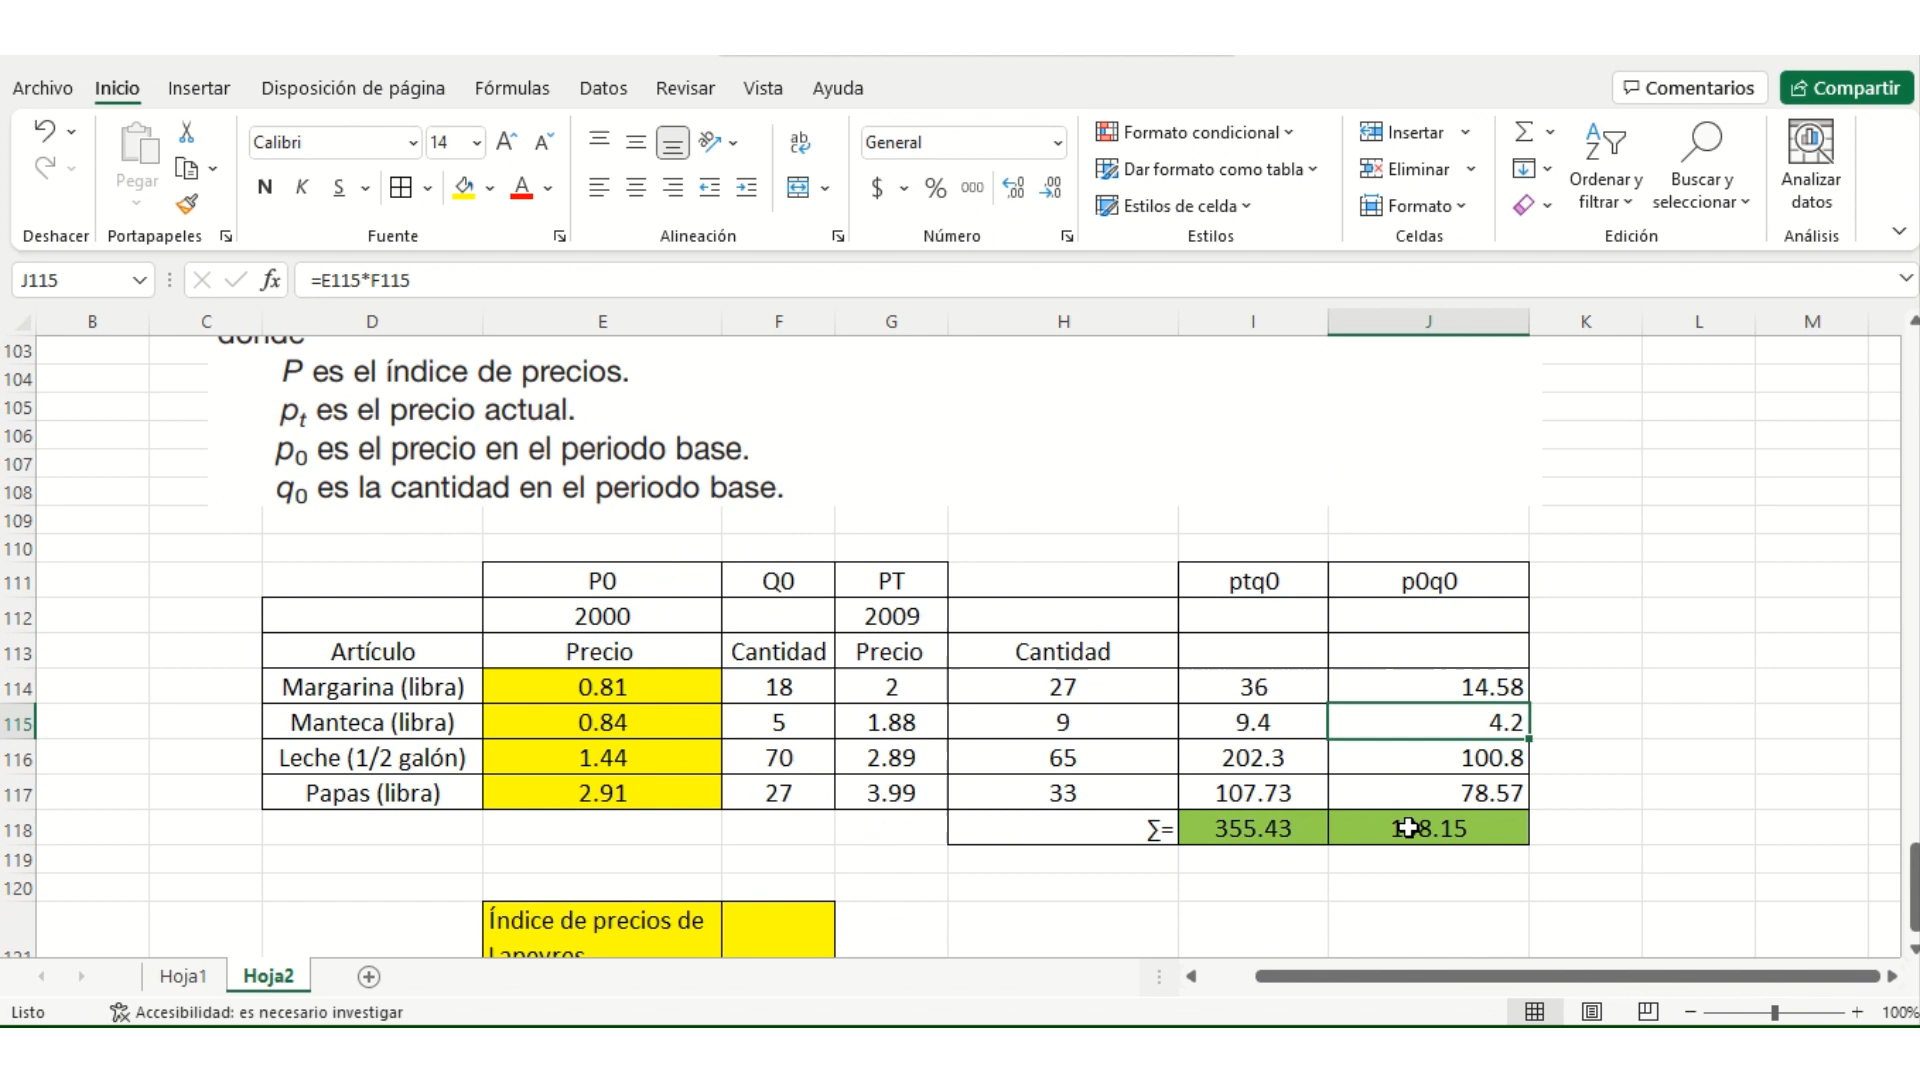 Archivo Inicio Insertar Disposición de página Fórmulas Datos Revisar Vista Ayuda Comentarios Compartir
Calibri 14 General Formato condicional Insertar
Pegar Dar formato como tabla Eliminar Ordenar y filtrar Buscar y seleccionar Analizar datos
N K S $ % 000 Estilos de celda Formato
Deshacer Portapapeles Fuente Alineación Número Estilos Celdas Edición Análisis
J115 fx =E115*F115
B C D E F G H I J K L M
103
104 P es el índice de precios.
105 pt es el precio actual.
106 p0 es el precio en el periodo base.
107
108 q0 es la cantidad en el periodo base.
109
110
111 P0 Q0 PT ptq0 p0q0
112 2000 2009
113 Artículo Precio Cantidad Precio Cantidad
114 Margarina (libra) 0.81 18 2 27 36 14.58
115 Manteca (libra) 0.84 5 1.88 9 9.4 4.2
116 Leche (1/2 galón) 1.44 70 2.89 65 202.3 100.8
117 Papas (libra) 2.91 27 3.99 33 107.73 78.57
118 ∑= 355.43
119
120
Índice de precios de
Hoja1 Hoja2
Listo Accesibilidad: es necesario investigar 100%